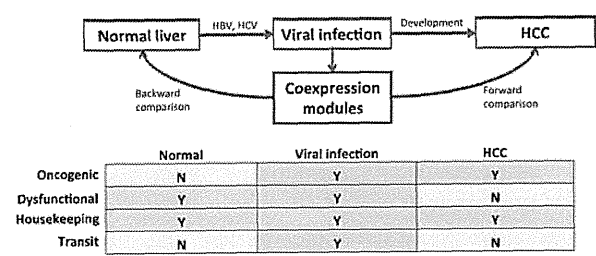 HBV, HCV
Development
Normal liver
Viral infection
HCC
Backward
comparison
Coexpression
modules
Forward
comparison
Normal Viral infection HCC
Oncogenic N Y Y
Dysfunctional Y Y N
Housekeeping Y Y Y
Transit N Y N